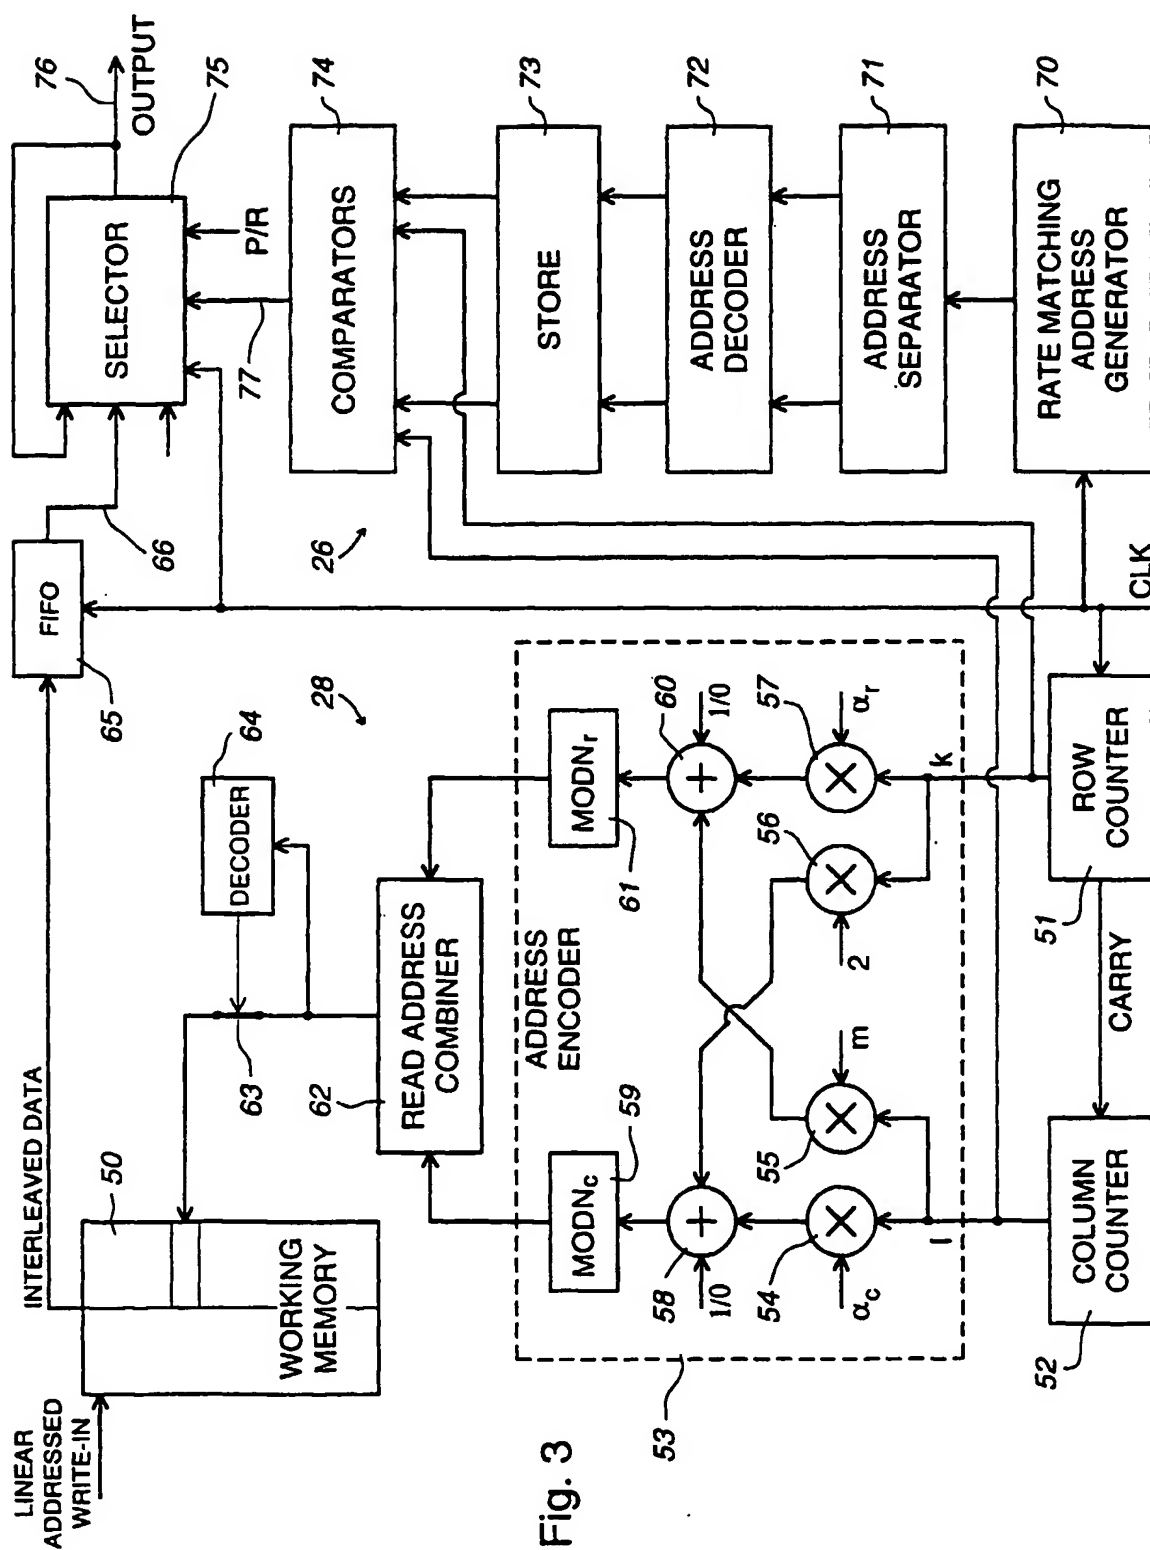 LINEAR
ADDRESSED
WRITE-IN
INTERLEAVED DATA
50
WORKING
MEMORY
63
DECODER
64
65
FIFO
66
76
OUTPUT
SELECTOR
75
P/R
77
62
READ ADDRESS
COMBINER
28
26
COMPARATORS
74
Fig. 3
53
ADDRESS
ENCODER
MODNc
59
61
MODNr
58
1/0
60
1/0
54
αc
55
m
56
2
57
αr
l
k
STORE
73
ADDRESS
DECODER
72
ADDRESS
SEPARATOR
71
52
COLUMN
COUNTER
CARRY
51
ROW
COUNTER
CLK
RATE MATCHING
ADDRESS
GENERATOR
70